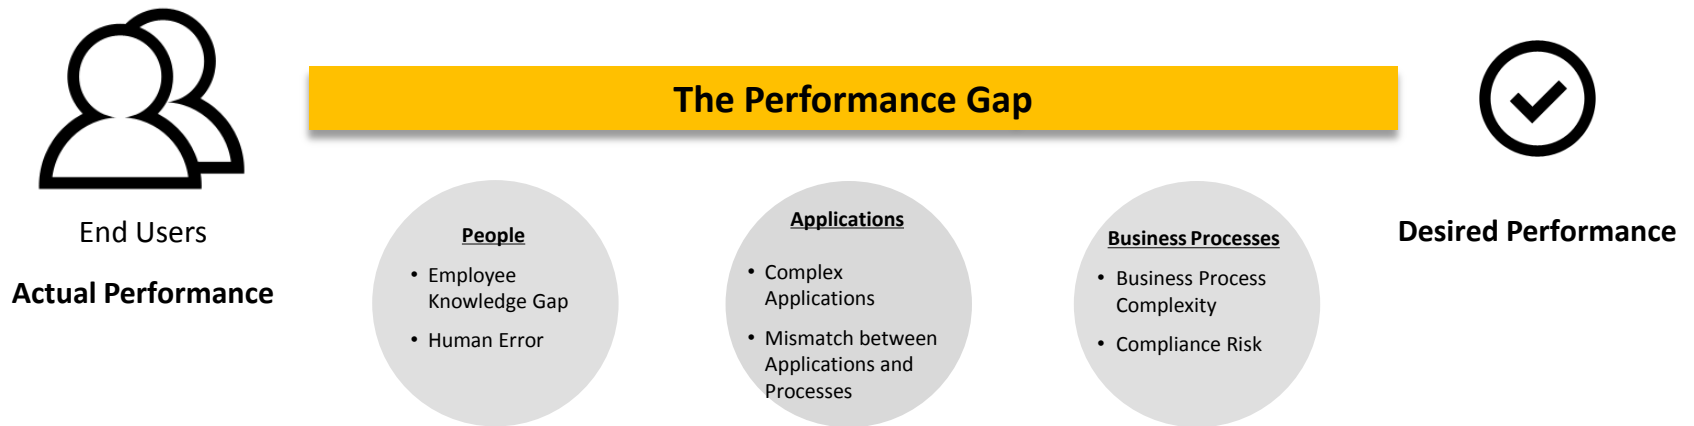 The Performance Gap
End Users
Actual Performance
People
• Employee
Knowledge Gap
• Human Error
Applications
• Complex
Applications
• Mismatch between
Applications and
Processes
Business Processes
• Business Process
Complexity
• Compliance Risk
Desired Performance